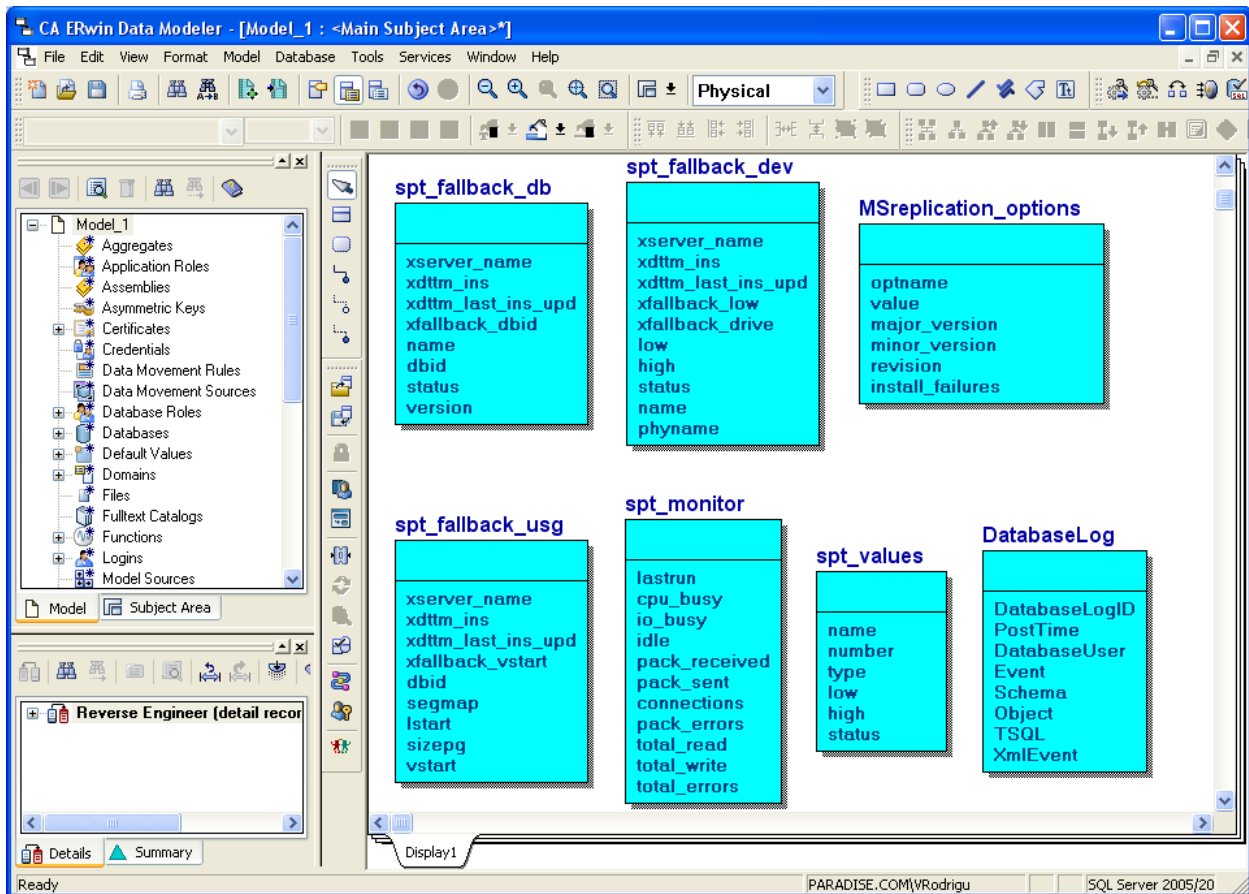 CA ERwin Data Modeler - [Model_1 : <Main Subject Area>*]
File Edit View Format Model Database Tools Services Window Help
Physical
Model_1
Aggregates
Application Roles
Assemblies
Asymmetric Keys
Certificates
Credentials
Data Movement Rules
Data Movement Sources
Database Roles
Databases
Default Values
Domains
Files
Fulltext Catalogs
Functions
Logins
Model Sources
Model
Subject Area
Reverse Engineer (detail recor
Details
Summary
spt_fallback_db
xserver_name
xdttm_ins
xdttm_last_ins_upd
xfallback_dbid
name
dbid
status
version
spt_fallback_dev
xserver_name
xdttm_ins
xdttm_last_ins_upd
xfallback_low
xfallback_drive
low
high
status
name
phyname
MSreplication_options
optname
value
major_version
minor_version
revision
install_failures
spt_fallback_usg
xserver_name
xdttm_ins
xdttm_last_ins_upd
xfallback_vstart
dbid
segmap
lstart
sizepg
vstart
spt_monitor
lastrun
cpu_busy
io_busy
idle
pack_received
pack_sent
connections
pack_errors
total_read
total_write
total_errors
spt_values
name
number
type
low
high
status
DatabaseLog
DatabaseLogID
PostTime
DatabaseUser
Event
Schema
Object
TSQL
XmlEvent
Display1
Ready
PARADISE.COM\VRodrigu
SQL Server 2005/20